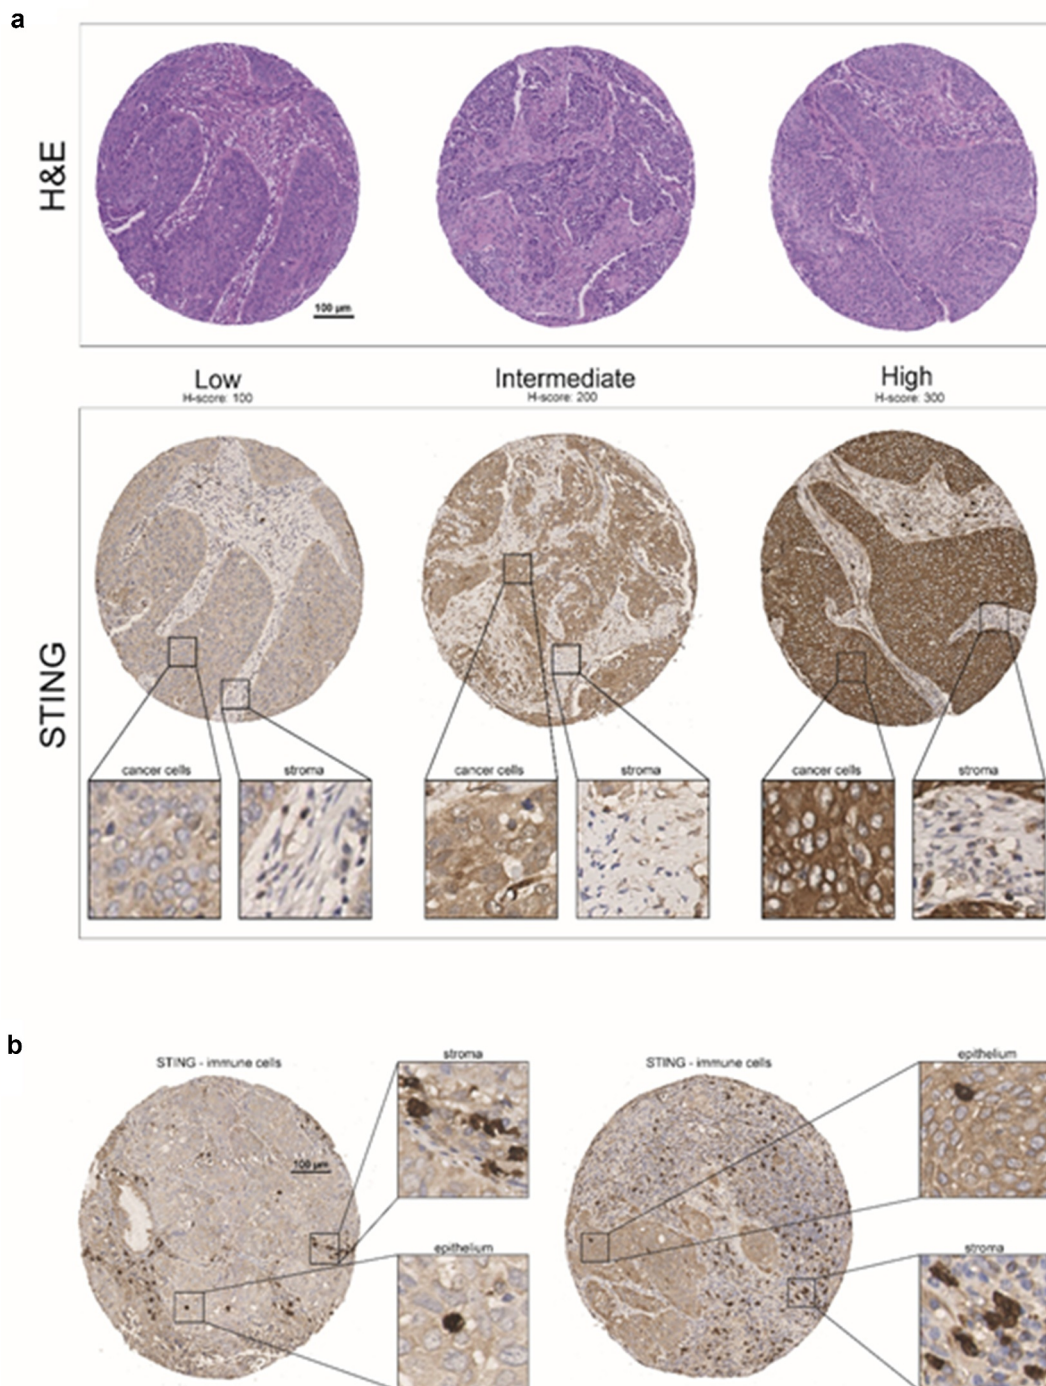 a
H&E
100 µm
Low
H-score: 100
Intermediate
H-score: 200
High
H-score: 300
STING
cancer cells
stroma
cancer cells
stroma
cancer cells
stroma
b
STING - immune cells
stroma
100 µm
epithelium
STING - immune cells
epithelium
stroma